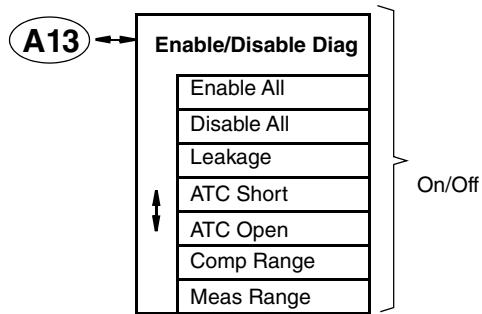 A13
Enable/Disable Diag
Enable All
Disable All
Leakage
ATC Short
ATC Open
Comp Range
Meas Range
On/Off